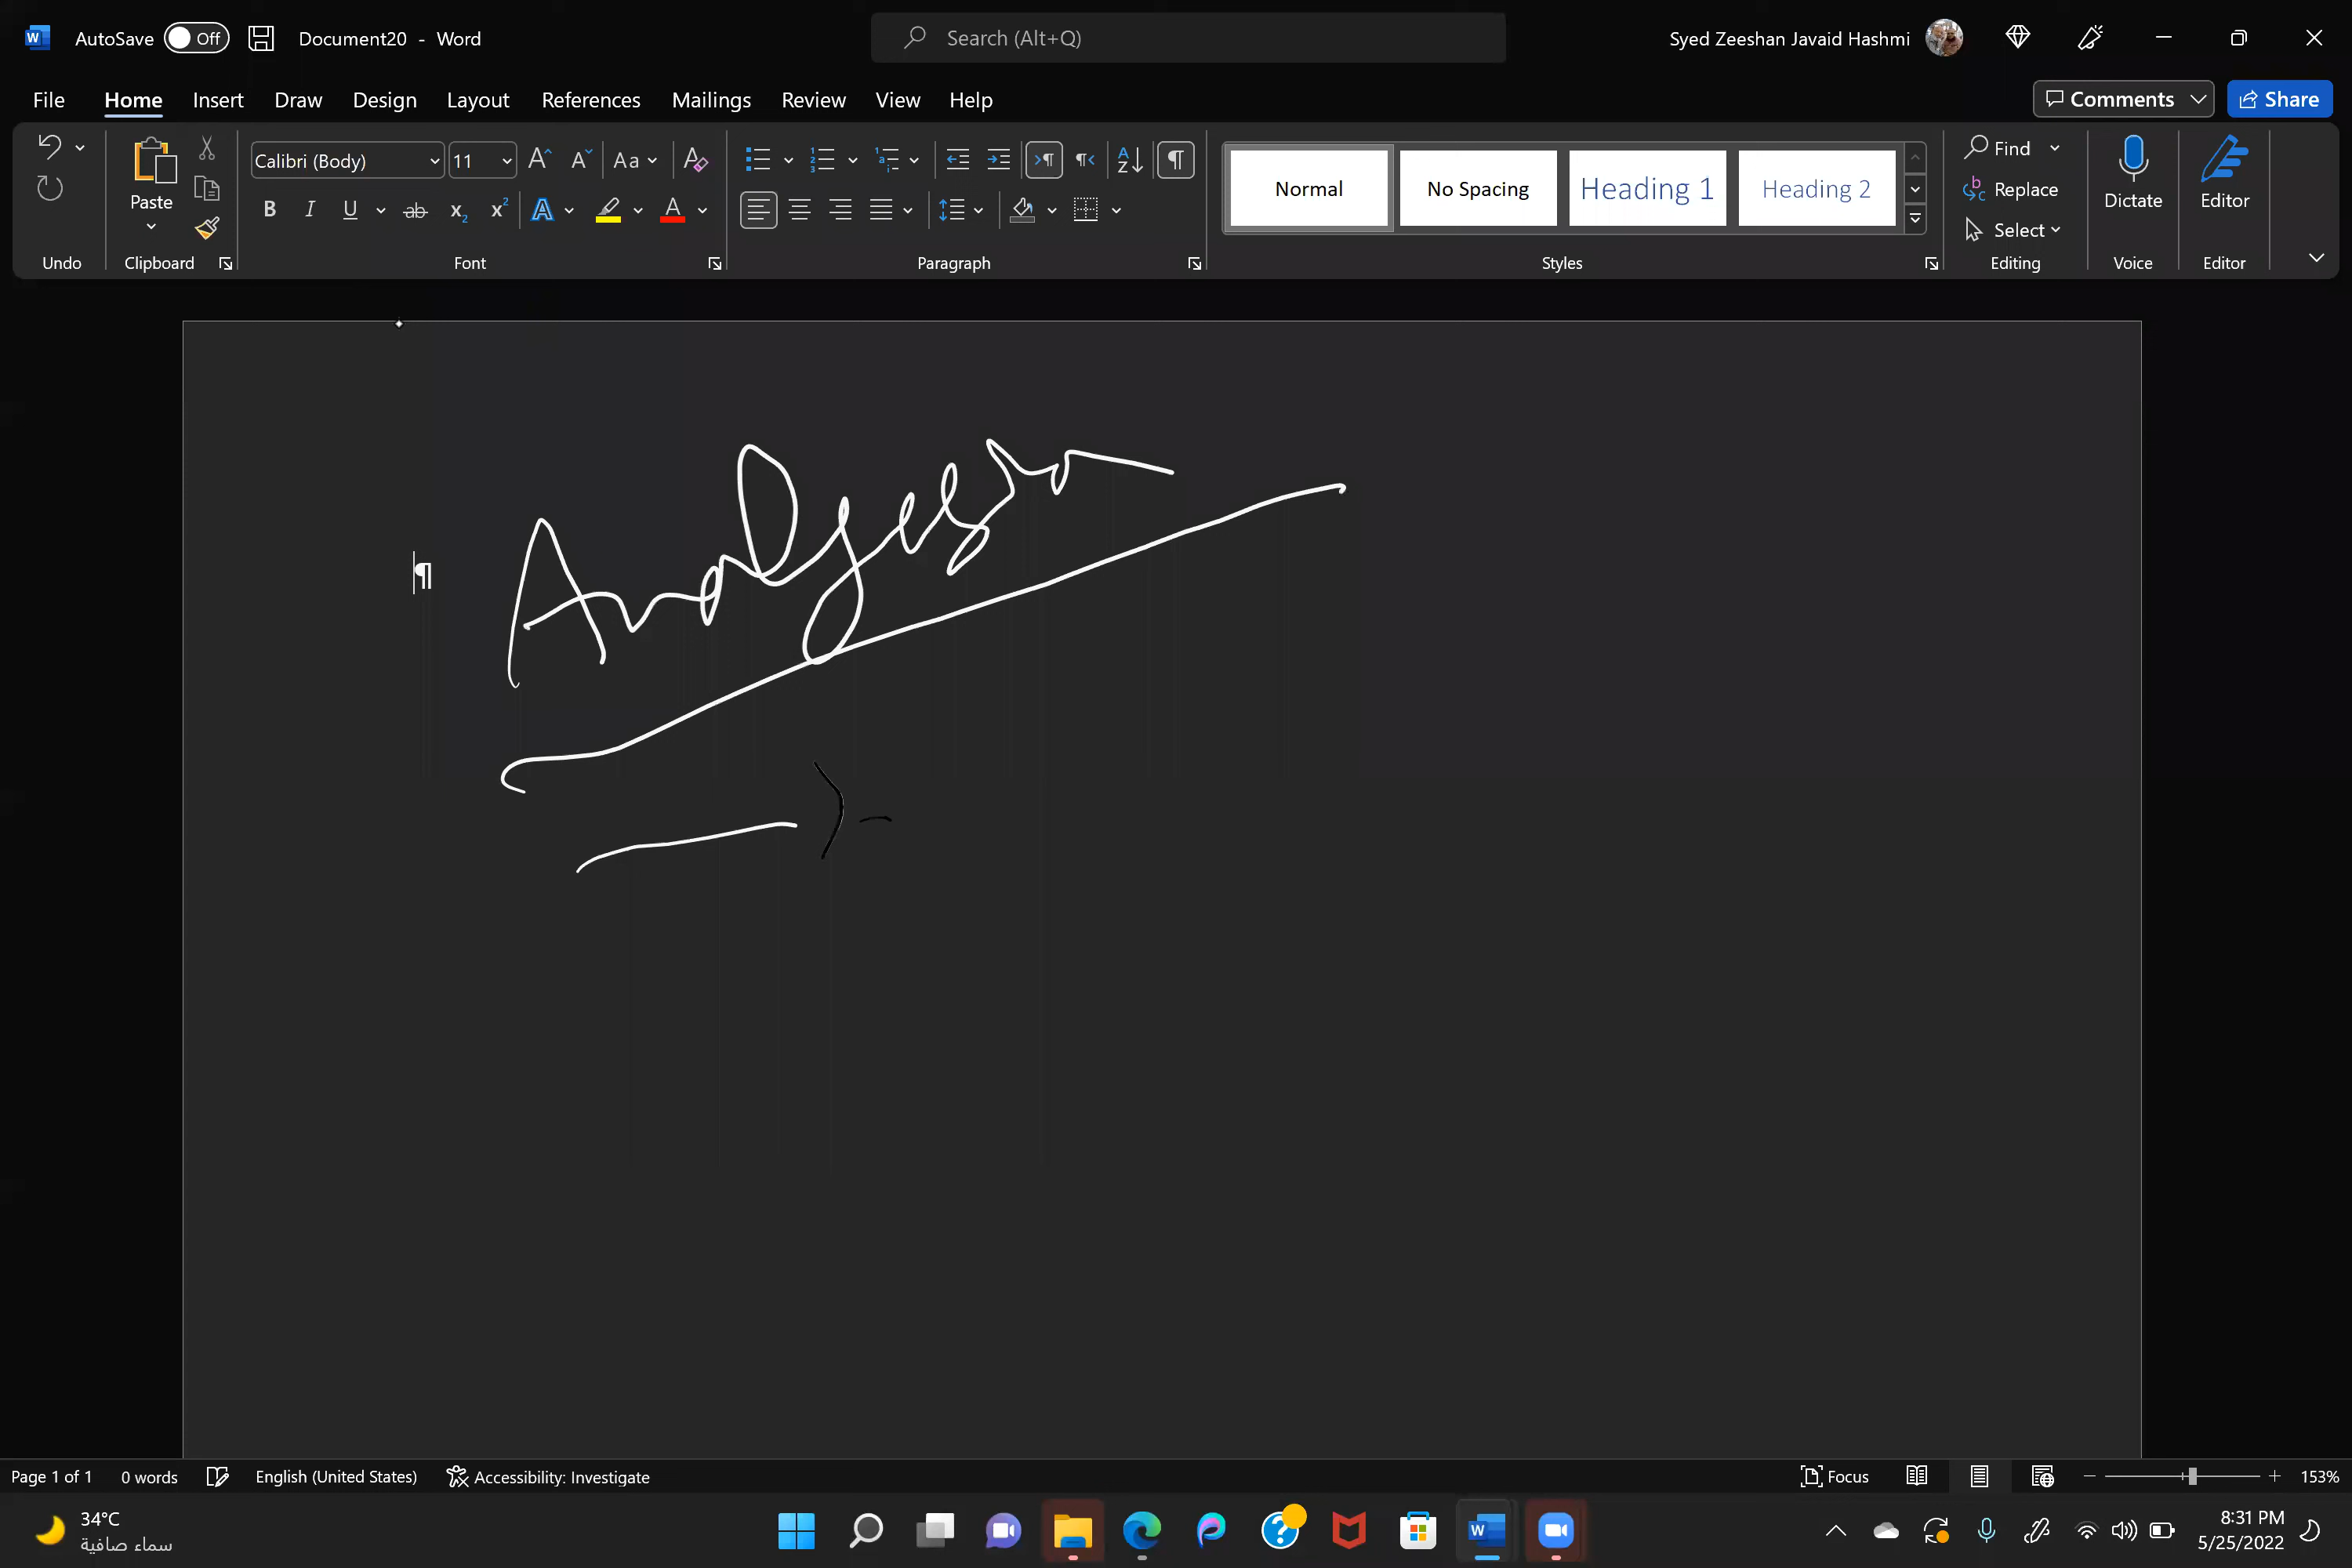 AutoSave Off Document20 - Word Search (Alt+Q) Syed Zeeshan Javaid Hashmi
File Home Insert Draw Design Layout References Mailings Review View Help Comments Share
Calibri (Body) 11 Aa
Paste
Normal No Spacing Heading 1 Heading 2
Find
Replace
Select
Dictate Editor
Undo Clipboard Font Paragraph Styles Editing Voice Editor
¶
Page 1 of 1 0 words English (United States) Accessibility: Investigate Focus 153%
34°C
سماء صافية
8:31 PM
5/25/2022